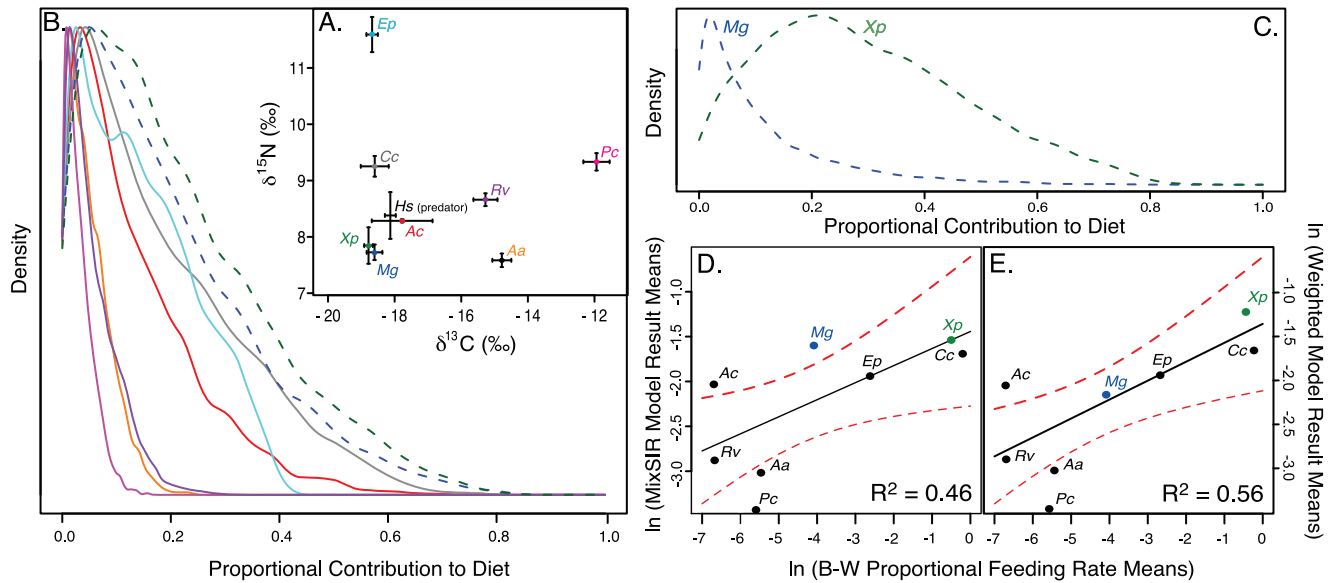 B.
Density
0.0 0.2 0.4 0.6 0.8 1.0
Proportional Contribution to Diet
A.
δ¹⁵N (‰)
11
10
9
8
7
Ep
Cc
Pc
Rv
Hs (predator)
Ac
Xp
Mg
Aa
- 20 - 18 - 16 - 14 - 12
δ¹³C (‰)
C.
Density
Mg
Xp
0.0 0.2 0.4 0.6 0.8 1.0
Proportional Contribution to Diet
D.
ln (MixSIR Model Result Means)
-1.0
-1.5
-2.0
-2.5
-3.0
Mg
Xp
Ac
Ep
Cc
Rv
Aa
Pc
R² = 0.46
-7 -6 -5 -4 -3 -2 -1 0
E.
Xp
Ac
Ep
Cc
Mg
Rv
Aa
Pc
R² = 0.56
-7 -6 -5 -4 -3 -2 -1 0
-1.0
-1.5
-2.0
-2.5
-3.0
ln (Weighted Model Result Means)
ln (B-W Proportional Feeding Rate Means)